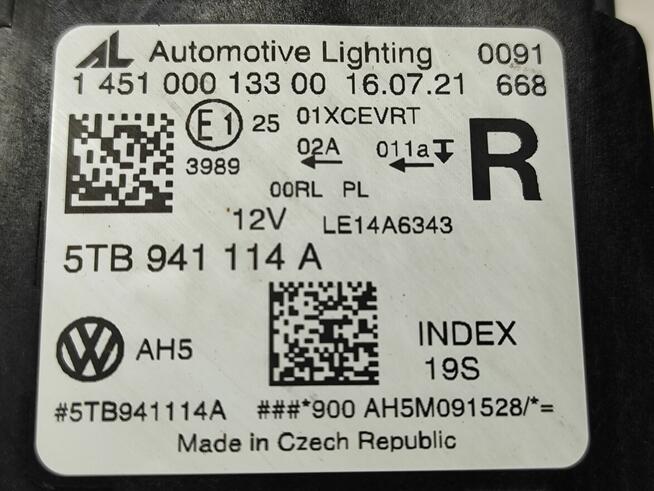 AL Automotive Lighting 0091
1 451 000 133 00 16.07.21 668
E1 25 01XCEVRT
3989 02A 011a R
00RL PL
12V LE14A6343
5TB 941 114 A
VW AH5 INDEX
19S
#5TB941114A ###*900 AH5M091528/*=
Made in Czech Republic